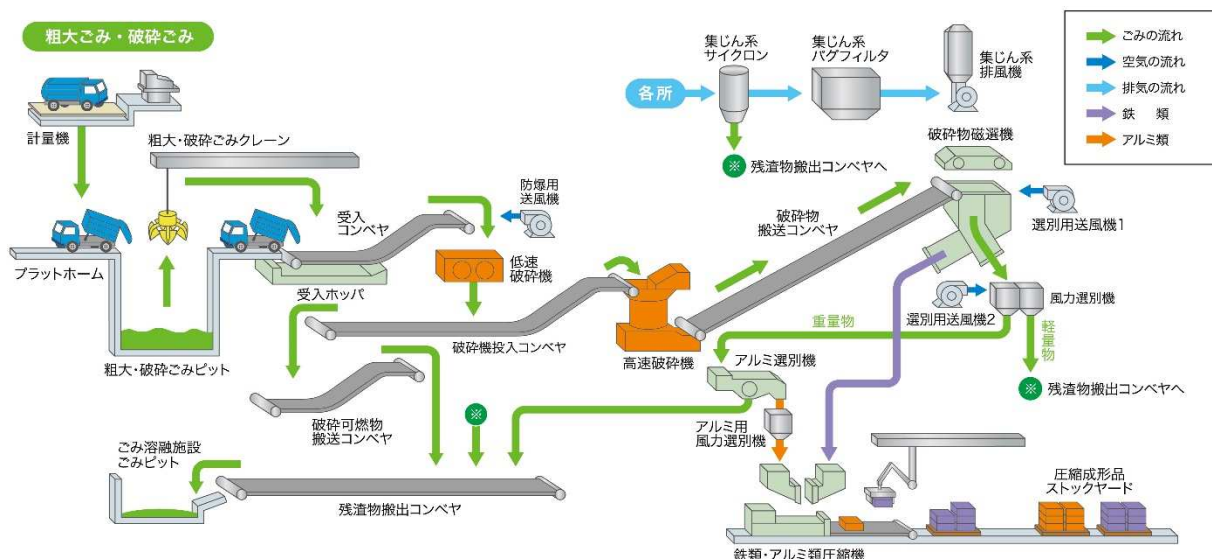 粗大ごみ・破砕ごみ
計量機
粗大・破砕ごみクレーン
プラットホーム
粗大・破砕ごみピット
受入
コンベヤ
受入ホッパ
防爆用
送風機
低速
破砕機
破砕機投入コンベヤ
破砕可燃物
搬送コンベヤ
ごみ溶融施設
ごみピット
残渣物搬出コンベヤ
※
高速破砕機
破砕物
搬送コンベヤ
各所
集じん系
サイクロン
集じん系
バグフィルタ
集じん系
排風機
※
残渣物搬出コンベヤへ
破砕物磁選機
選別用送風機1
選別用送風機2
風力選別機
重量物
軽量物
※
残渣物搬出コンベヤへ
アルミ選別機
アルミ用
風力選別機
鉄類・アルミ類圧縮機
圧縮成形品
ストックヤード
ごみの流れ
空気の流れ
排気の流れ
鉄　類
アルミ類